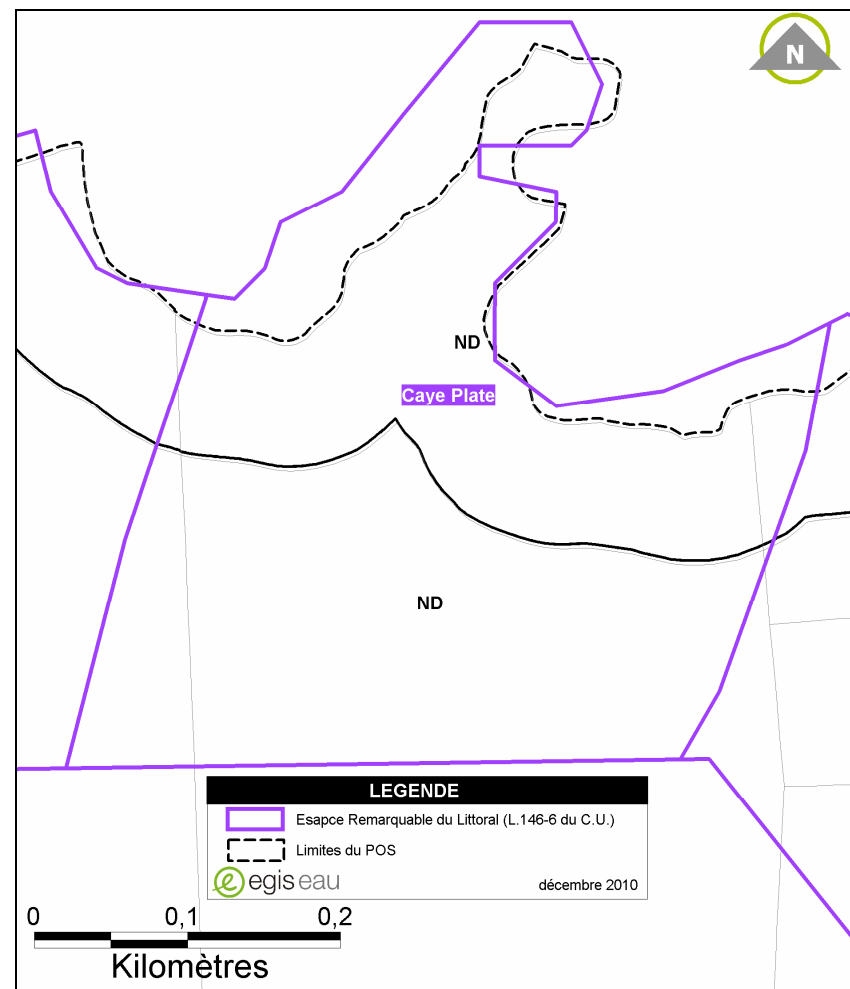 N
ND
Caye Plate
ND
LEGENDE
Esapce Remarquable du Littoral (L.146-6 du C.U.)
Limites du POS
egis eau
décembre 2010
0 0,1 0,2
Kilomètres